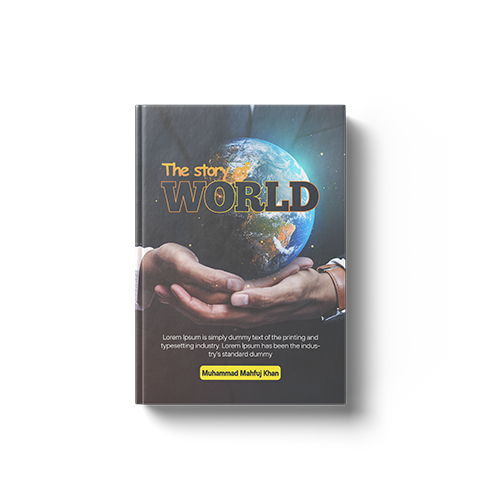 The story
WORLD
Lorem Ipsum is simply dummy text of the printing and
typesetting industry. Lorem Ipsum has been the indus-
try's standard dummy
Muhammad Mahfuj Khan